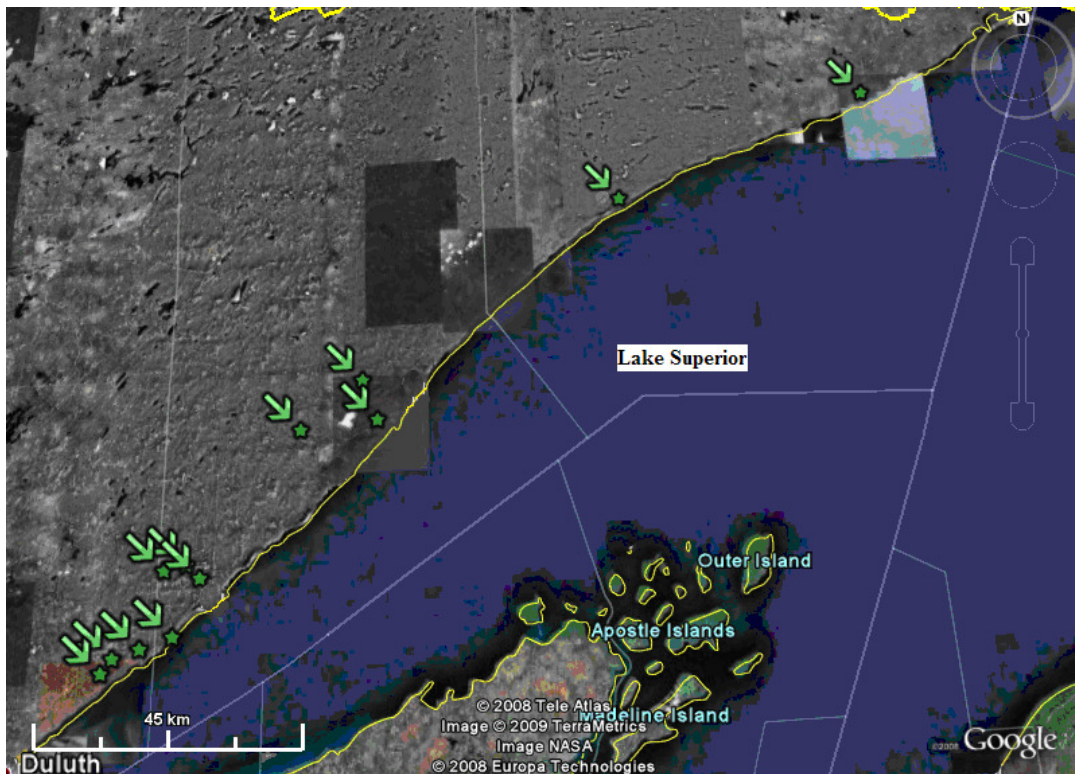 N
Lake Superior
Outer Island
Apostle Islands
Madeline Island
45 km
© 2008 Tele Atlas
Image © 2009 TerraMetrics
Image NASA
© 2008 Europa Technologies
©2008 Google
Duluth